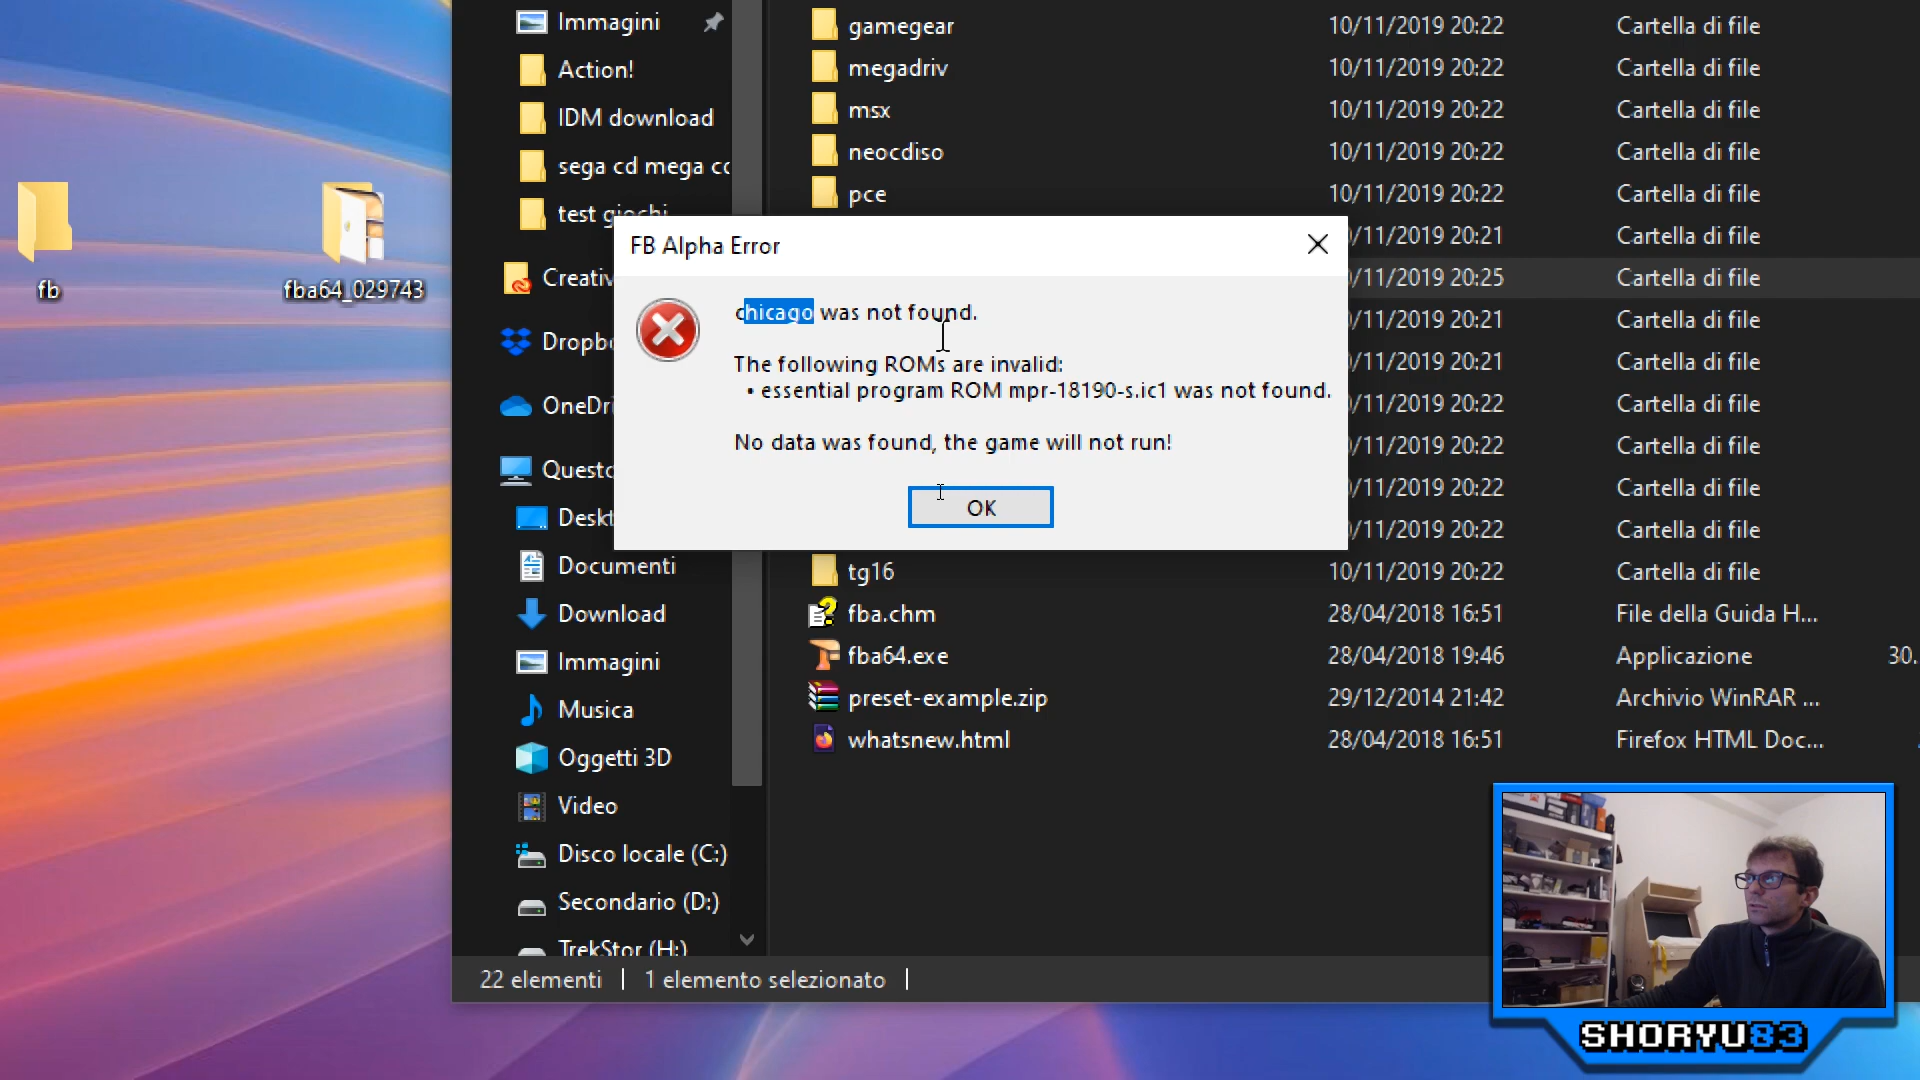 Immagini
Action!
IDM download
sega cd mega cc
test giochi
Creativ
Dropbo
OneDri
Questo
Deskt
Documenti
Download
Immagini
Musica
Oggetti 3D
Video
Disco locale (C:)
Secondario (D:)
TrekStor (H:)
fb
fba64_029743
gamegear 10/11/2019 20:22 Cartella di file
megadriv 10/11/2019 20:22 Cartella di file
msx 10/11/2019 20:22 Cartella di file
neocdiso 10/11/2019 20:22 Cartella di file
pce 10/11/2019 20:22 Cartella di file
/11/2019 20:21 Cartella di file
/11/2019 20:25 Cartella di file
/11/2019 20:21 Cartella di file
/11/2019 20:21 Cartella di file
/11/2019 20:22 Cartella di file
/11/2019 20:22 Cartella di file
/11/2019 20:22 Cartella di file
/11/2019 20:22 Cartella di file
tg16 10/11/2019 20:22 Cartella di file
fba.chm 28/04/2018 16:51 File della Guida H...
fba64.exe 28/04/2018 19:46 Applicazione 30.
preset-example.zip 29/12/2014 21:42 Archivio WinRAR ...
whatsnew.html 28/04/2018 16:51 Firefox HTML Doc...
FB Alpha Error
chicago was not found.
The following ROMs are invalid:
• essential program ROM mpr-18190-s.ic1 was not found.
No data was found, the game will not run!
OK
22 elementi | 1 elemento selezionato |
SHORYU83